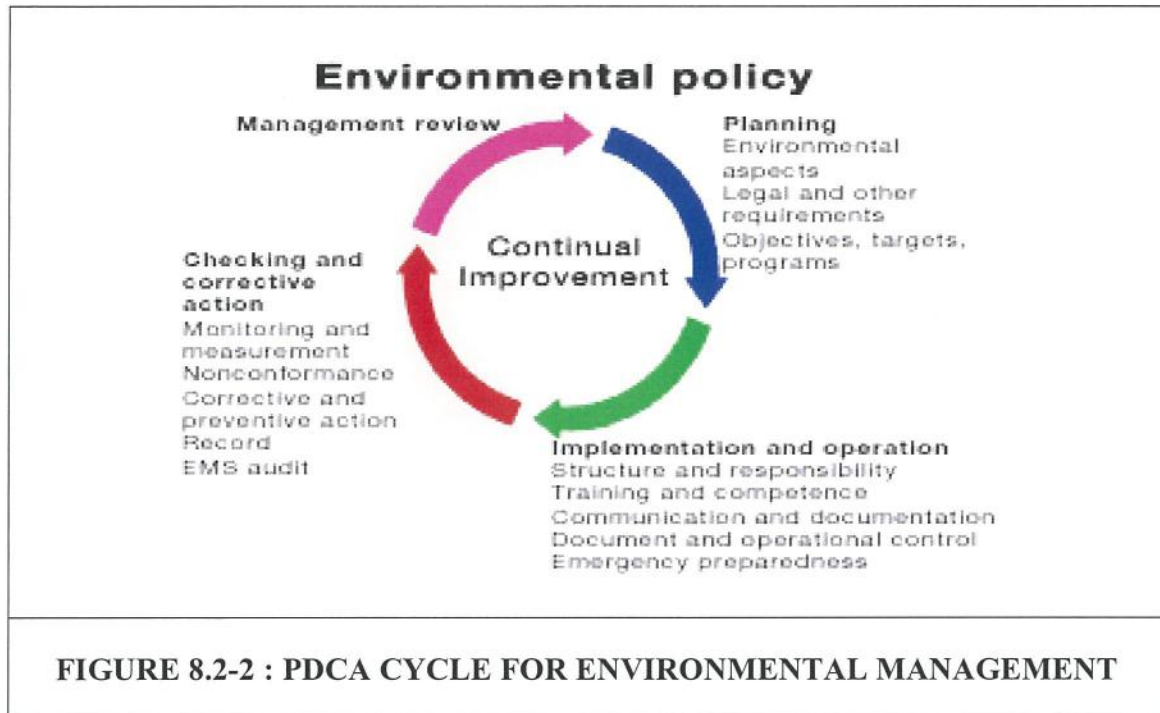 Environmental policy
Management review
Planning
Environmental
aspects
Legal and other
requirements
Objectives, targets,
programs
Continual
Improvement
Checking and
corrective
action
Monitoring and
measurement
Nonconformance
Corrective and
preventive action
Record
EMS audit
Implementation and operation
Structure and responsibility
Training and competence
Communication and documentation
Document and operational control
Emergency preparedness
FIGURE 8.2-2 : PDCA CYCLE FOR ENVIRONMENTAL MANAGEMENT